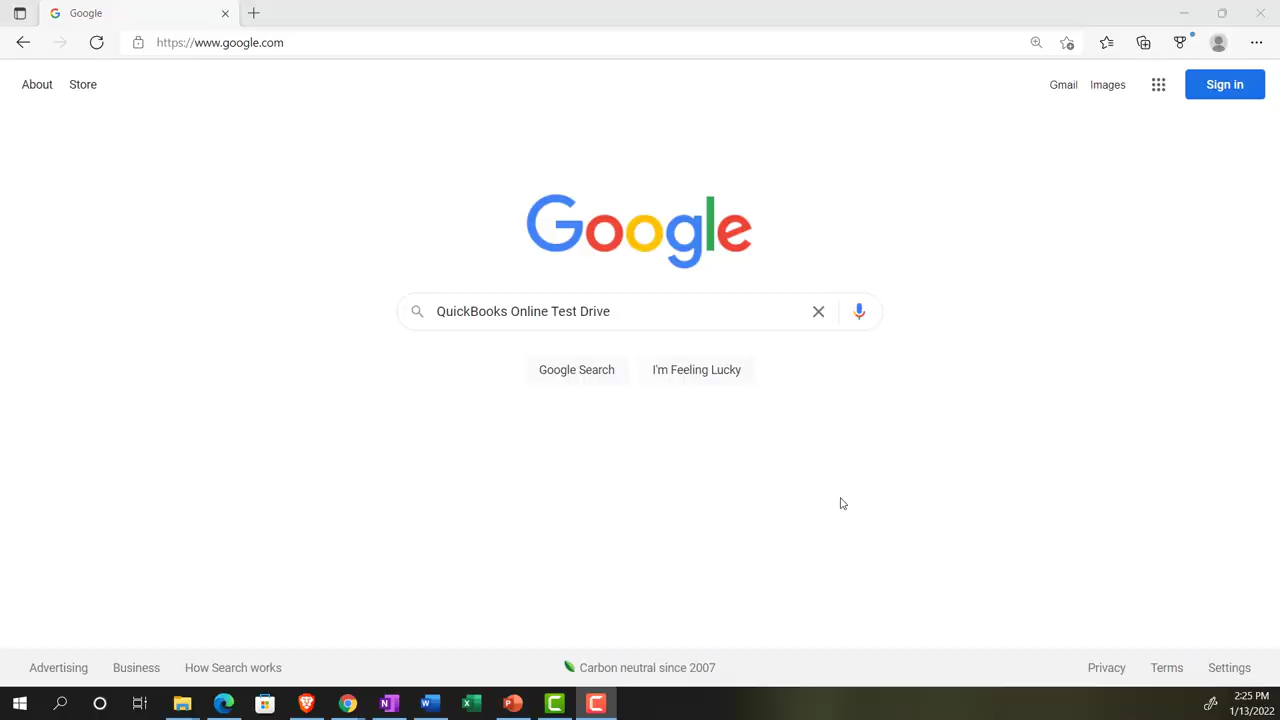 Google
https://www.google.com
About Store
Gmail Images Sign in
Google
QuickBooks Online Test Drive
Google Search I'm Feeling Lucky
Advertising Business How Search works Carbon neutral since 2007 Privacy Terms Settings
2:25 PM
1/13/2022